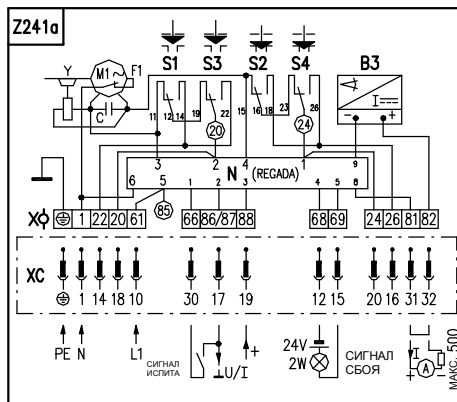 Z241a
Y M1~ F1 S1 S3 S2 S4 B3
C
11 12 14 19 22 15 16 18 23 26
20 24
I
- +
3 2 4 1 9
N (REGADA)
6 5 1 2 3 4 5 8 7
85
X 1 22 20 61 66 86/87 88 68 69 24 26 81 82
XC
1 14 18 10 30 17 19 12 15 20 16 31 32
PE N L1
СИГНАЛ
ИСПИТА
U/I
+
24V
2W
СИГНАЛ
СБОЯ
I
A
+ -
МАКС. 500